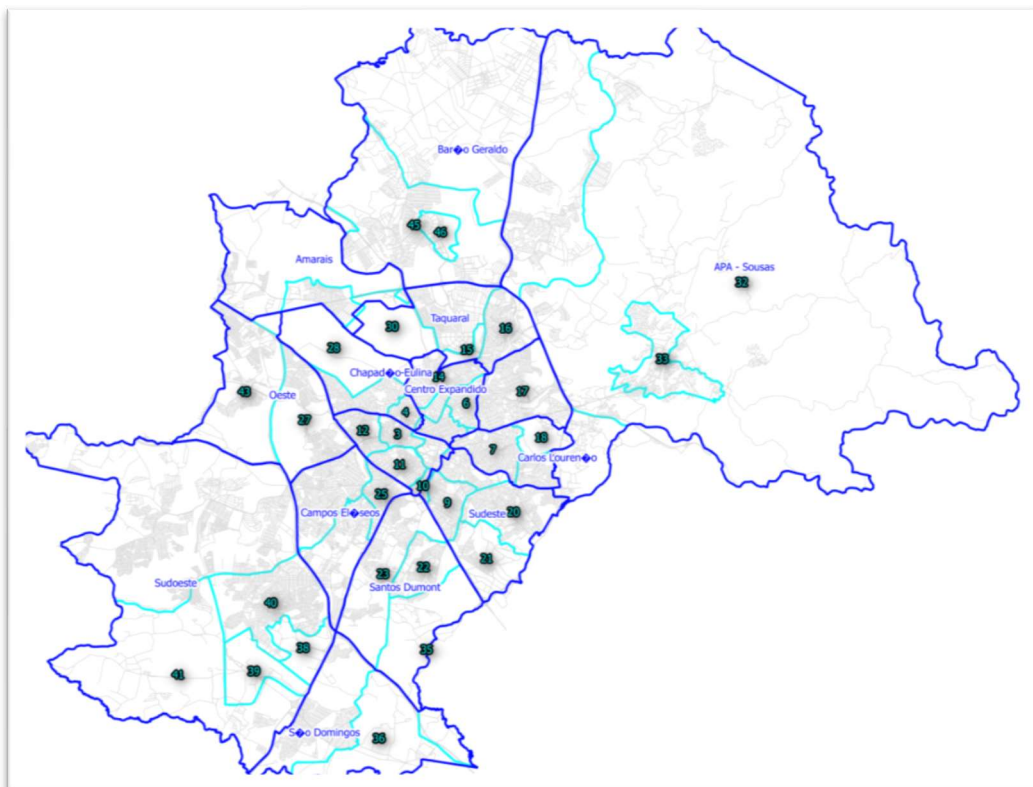 Bar�o Geraldo
45
46
Amarais
APA - Sousas
32
Taquaral
30
16
28
15
33
Chapad�o-Eulina
14
Centro Expandido
43
Oeste
17
27
4
6
12
3
18
7
Carlos Louren�o
11
10
25
9
Campos El�seos
Sudeste
20
21
22
23
Santos Dumont
Sudoeste
40
38
35
39
41
S�o Domingos
36